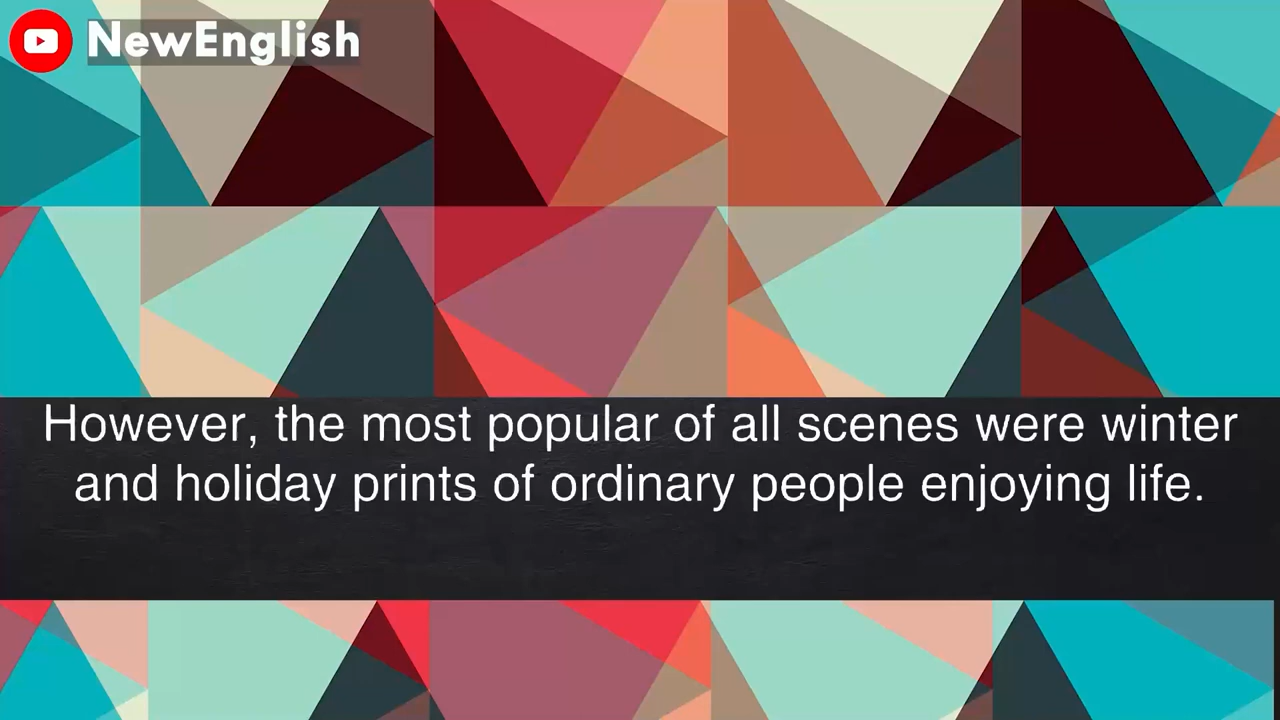 NewEnglish
However, the most popular of all scenes were winter
and holiday prints of ordinary people enjoying life.